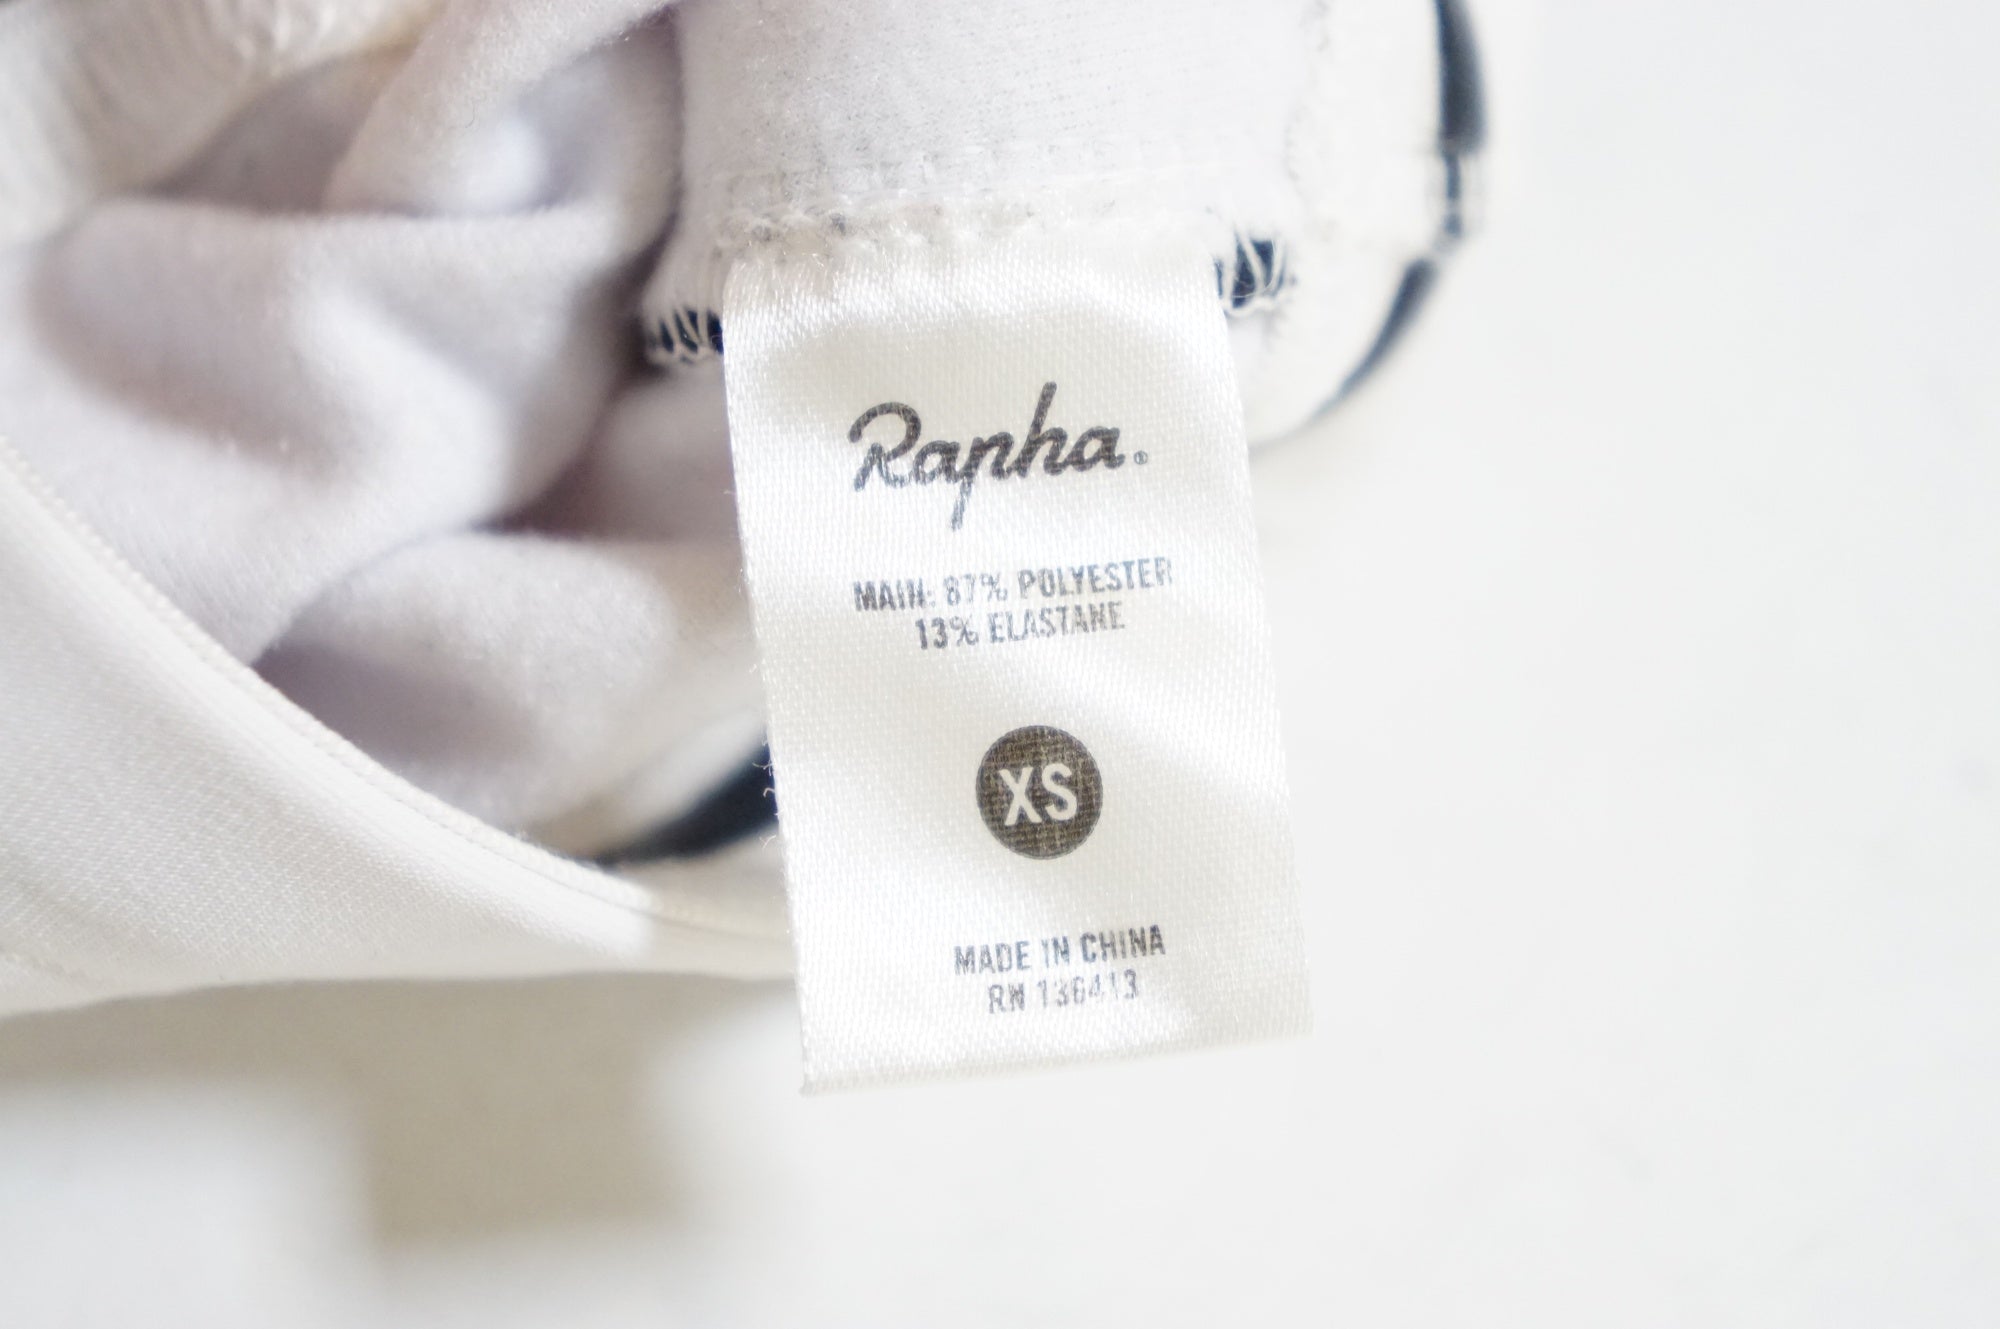 Rapha®
MAIN: 87% POLYESTER
13% ELASTANE
XS
MADE IN CHINA
RN 136413